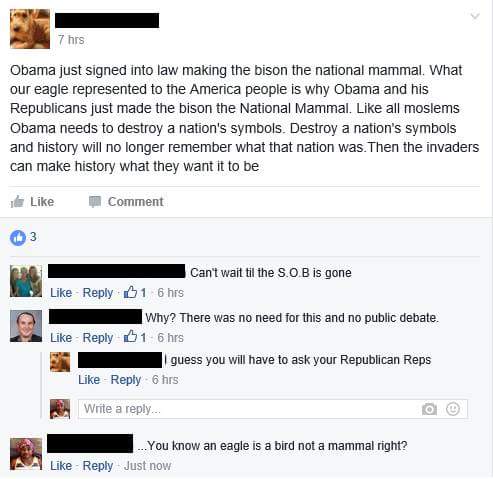 7 hrs
Obama just signed into law making the bison the national mammal. What
our eagle represented to the America people is why Obama and his
Republicans just made the bison the National Mammal. Like all moslems
Obama needs to destroy a nation's symbols. Destroy a nation's symbols
and history will no longer remember what that nation was.Then the invaders
can make history what they want it to be
Like Comment
3
Can't wait til the S.O.B is gone
Like · Reply · 1 · 6 hrs
Why? There was no need for this and no public debate.
Like · Reply · 1 · 6 hrs
I guess you will have to ask your Republican Reps
Like · Reply · 6 hrs
Write a reply...
...You know an eagle is a bird not a mammal right?
Like · Reply · Just now